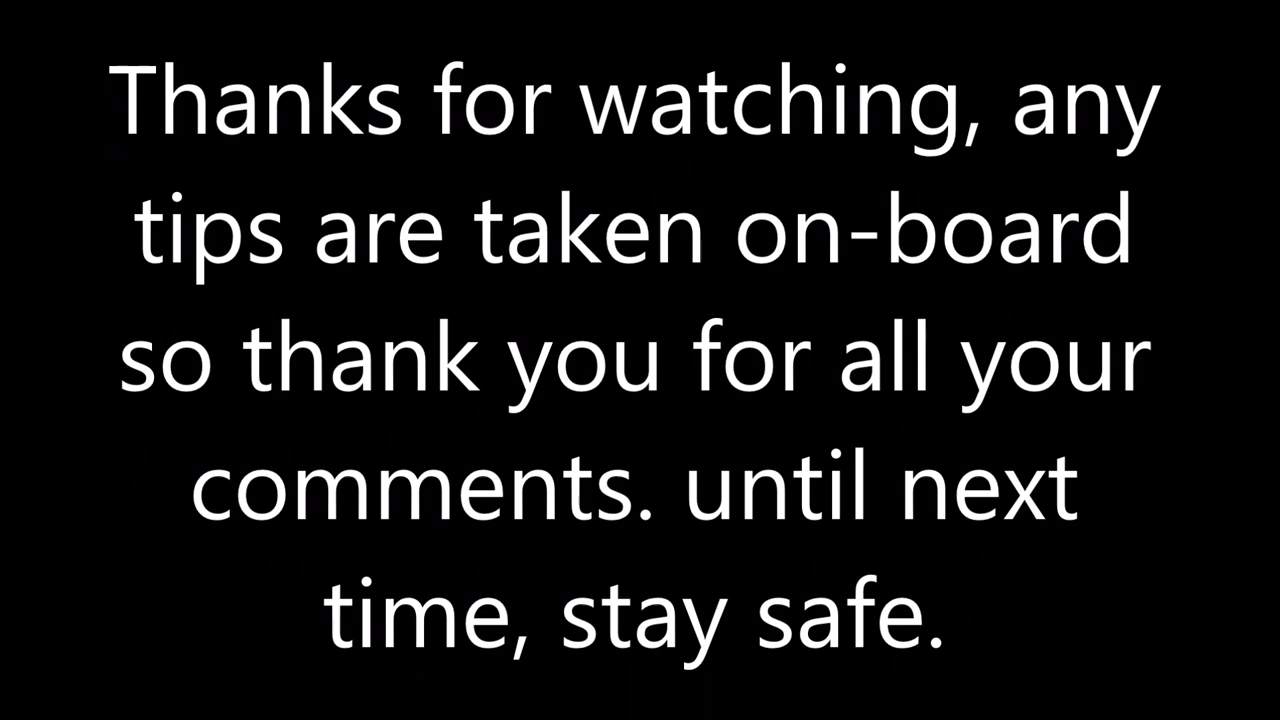 Thanks for watching, any
tips are taken on-board
so thank you for all your
comments. until next
time, stay safe.